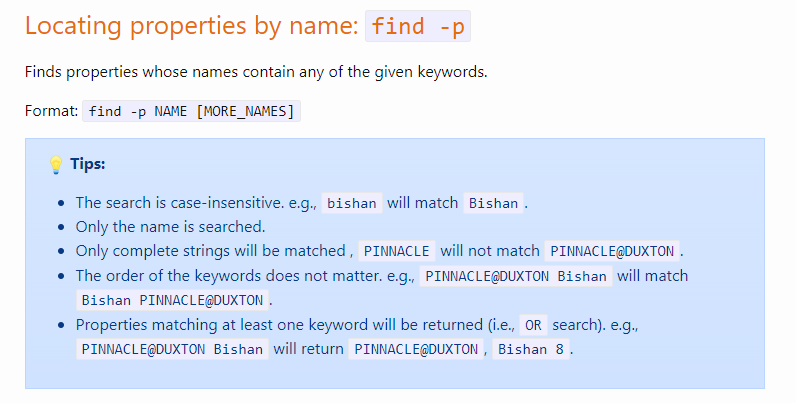 Locating properties by name: find -p
Finds properties whose names contain any of the given keywords.
Format: find -p NAME [MORE_NAMES]
Tips:
The search is case-insensitive. e.g., bishan will match Bishan.
Only the name is searched.
Only complete strings will be matched , PINNACLE will not match PINNACLE@DUXTON.
The order of the keywords does not matter. e.g., PINNACLE@DUXTON Bishan will match
Bishan PINNACLE@DUXTON.
Properties matching at least one keyword will be returned (i.e., OR search). e.g.,
PINNACLE@DUXTON Bishan will return PINNACLE@DUXTON, Bishan 8.